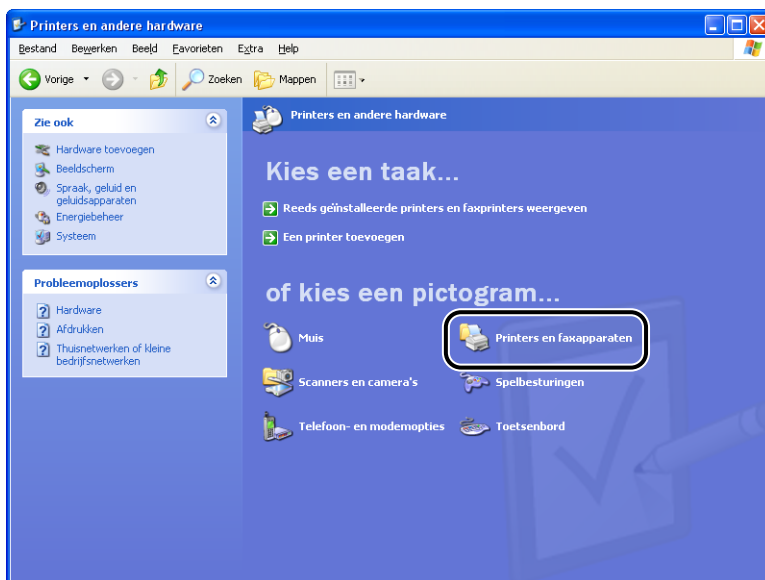 Printers en andere hardware
Bestand Bewerken Beeld Favorieten Extra Help
Vorige Zoeken Mappen
Zie ook
Hardware toevoegen
Beeldscherm
Spraak, geluid en
geluidsapparaten
Energiebeheer
Systeem
Probleemoplossers
Hardware
Afdrukken
Thuisnetwerken of kleine
bedrijfsnetwerken
Printers en andere hardware
Kies een taak...
Reeds geïnstalleerde printers en faxprinters weergeven
Een printer toevoegen
of kies een pictogram...
Muis
Printers en faxapparaten
Scanners en camera's
Spelbesturingen
Telefoon- en modemopties
Toetsenbord